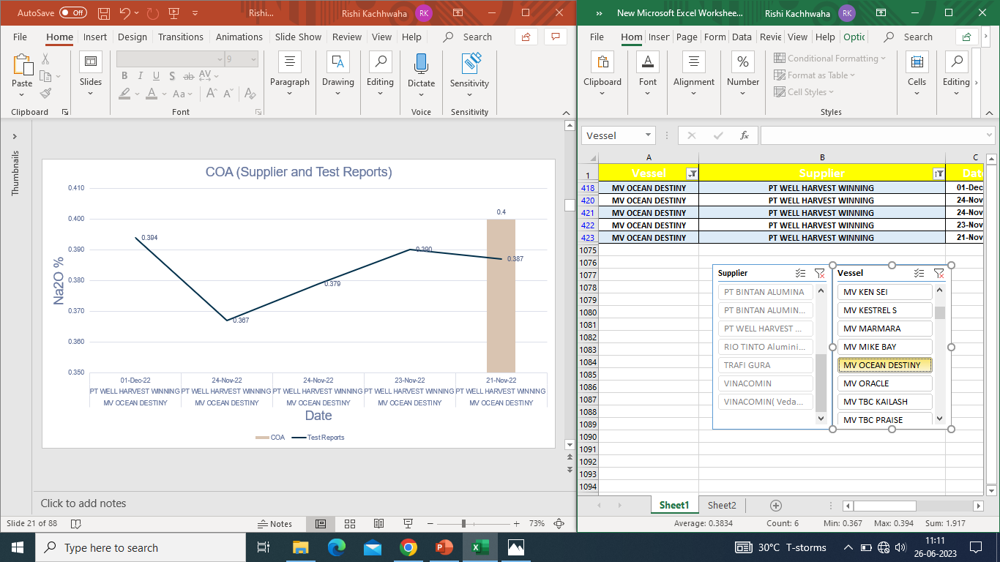 AutoSave Off Rishi... Rishi Kachhwaha RK
File Home Insert Design Transitions Animations Slide Show Review View Help Search
9
Paste Slides B I U S ab AV Aa A A A Paragraph Drawing Editing Dictate Sensitivity
Clipboard Font Voice Sensitivity
Thumbnails
COA (Supplier and Test Reports)
0.410
0.400
0.390
0.380
0.370
0.360
0.350
Na2O %
0.394
0.367
0.379
0.390
0.387
0.4
01-Dec-22 24-Nov-22 24-Nov-22 23-Nov-22 21-Nov-22
PT WELL HARVEST WINNING PT WELL HARVEST WINNING PT WELL HARVEST WINNING PT WELL HARVEST WINNING PT WELL HARVEST WINNING
MV OCEAN DESTINY MV OCEAN DESTINY MV OCEAN DESTINY MV OCEAN DESTINY MV OCEAN DESTINY
Date
COA Test Reports
Click to add notes
Slide 21 of 88 Notes 73%
New Microsoft Excel Workshee... Rishi Kachhwaha RK
File Hom Inser Page Form Data Revie View Help Optic Search
Clipboard Font Alignment Number Conditional Formatting Format as Table Cell Styles Cells Editing
Styles
Vessel fx
A B C
1 Vessel Supplier Date
418 MV OCEAN DESTINY PT WELL HARVEST WINNING 01-Dec
420 MV OCEAN DESTINY PT WELL HARVEST WINNING 24-Nov
421 MV OCEAN DESTINY PT WELL HARVEST WINNING 24-Nov
422 MV OCEAN DESTINY PT WELL HARVEST WINNING 23-Nov
423 MV OCEAN DESTINY PT WELL HARVEST WINNING 21-Nov
1075
1076
1077
1078
1079
1080
1081
1082
1083
1084
1085
1086
1087
1088
1089
1090
1091
1092
1093
1094
Supplier
PT BINTAN ALUMINA
PT BINTAN ALUMIN...
PT WELL HARVEST ...
RIO TINTO Alumini...
TRAFI GURA
VINACOMIN
VINACOMIN( Veda...
Vessel
MV KEN SEI
MV KESTREL S
MV MARMARA
MV MIKE BAY
MV OCEAN DESTINY
MV ORACLE
MV TBC KAILASH
MV TBC PRAISE
Sheet1 Sheet2
Average: 0.3834 Count: 6 Min: 0.367 Max: 0.394 Sum: 1.917
Type here to search 30°C T-storms 11:11
26-06-2023